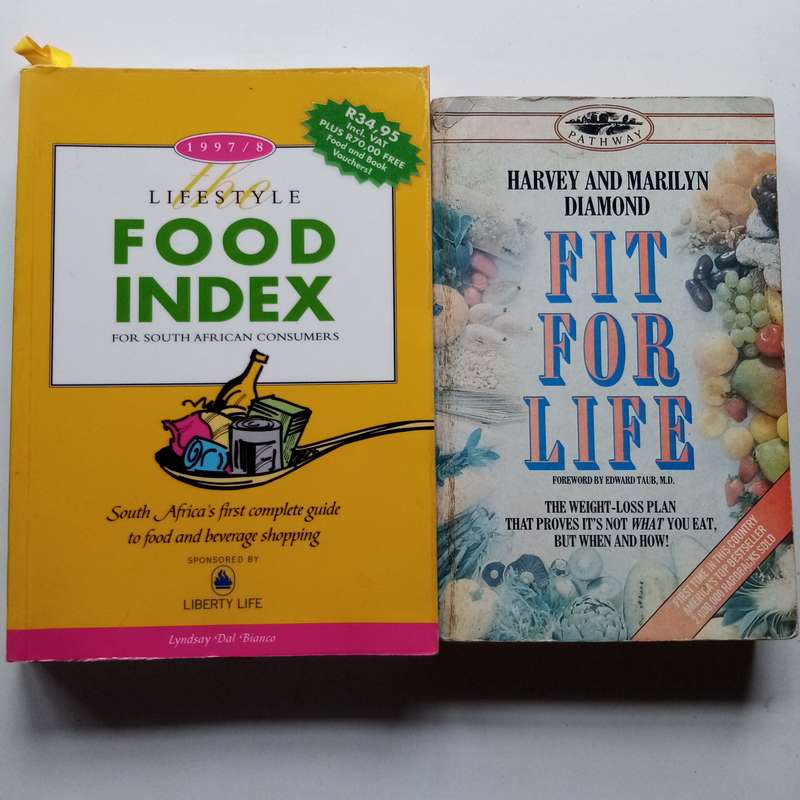 R34,95
Incl. VAT
PLUS R70,00 FREE
Food and Book
Vouchers!
1997/8
the
LIFESTYLE
FOOD
INDEX
FOR SOUTH AFRICAN CONSUMERS
South Africa's first complete guide
to food and beverage shopping
SPONSORED BY
LIBERTY LIFE
Lyndsay Dal Bianco
PATHWAY
HARVEY AND MARILYN
DIAMOND
FIT
FOR
LIFE
FOREWORD BY EDWARD TAUB, M.D.
THE WEIGHT-LOSS PLAN
THAT PROVES IT'S NOT WHAT YOU EAT,
BUT WHEN AND HOW!
FIRST TIME IN THIS COUNTRY
AMERICA'S TOP BESTSELLER
HARDBACKS SOLD